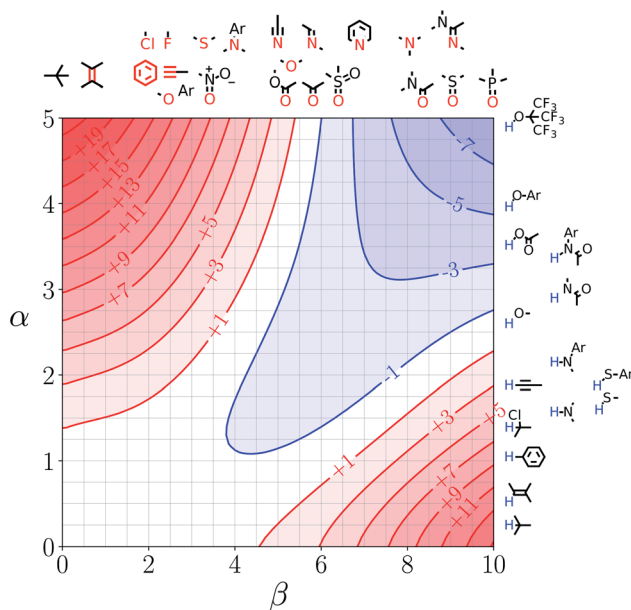 Ar
Cl F S N N N N N N N
O
O Ar
N+ O−
O
O O O S O O
N O S O P O
5
4
3
2
1
0
α
0 2 4 6 8 10
β
+19
+17
+15
+13
+11
+9
+7
+5
+3
+1
-7
-5
-3
-1
+1
+3
+5
+7
+9
+11
H O CF3
CF3
CF3
H O-Ar
H O O
Ar
H-N O
H O-
H-N O
Ar
H-N
H
H S-Ar
H S-
H-N
Cl
H
H
H
H